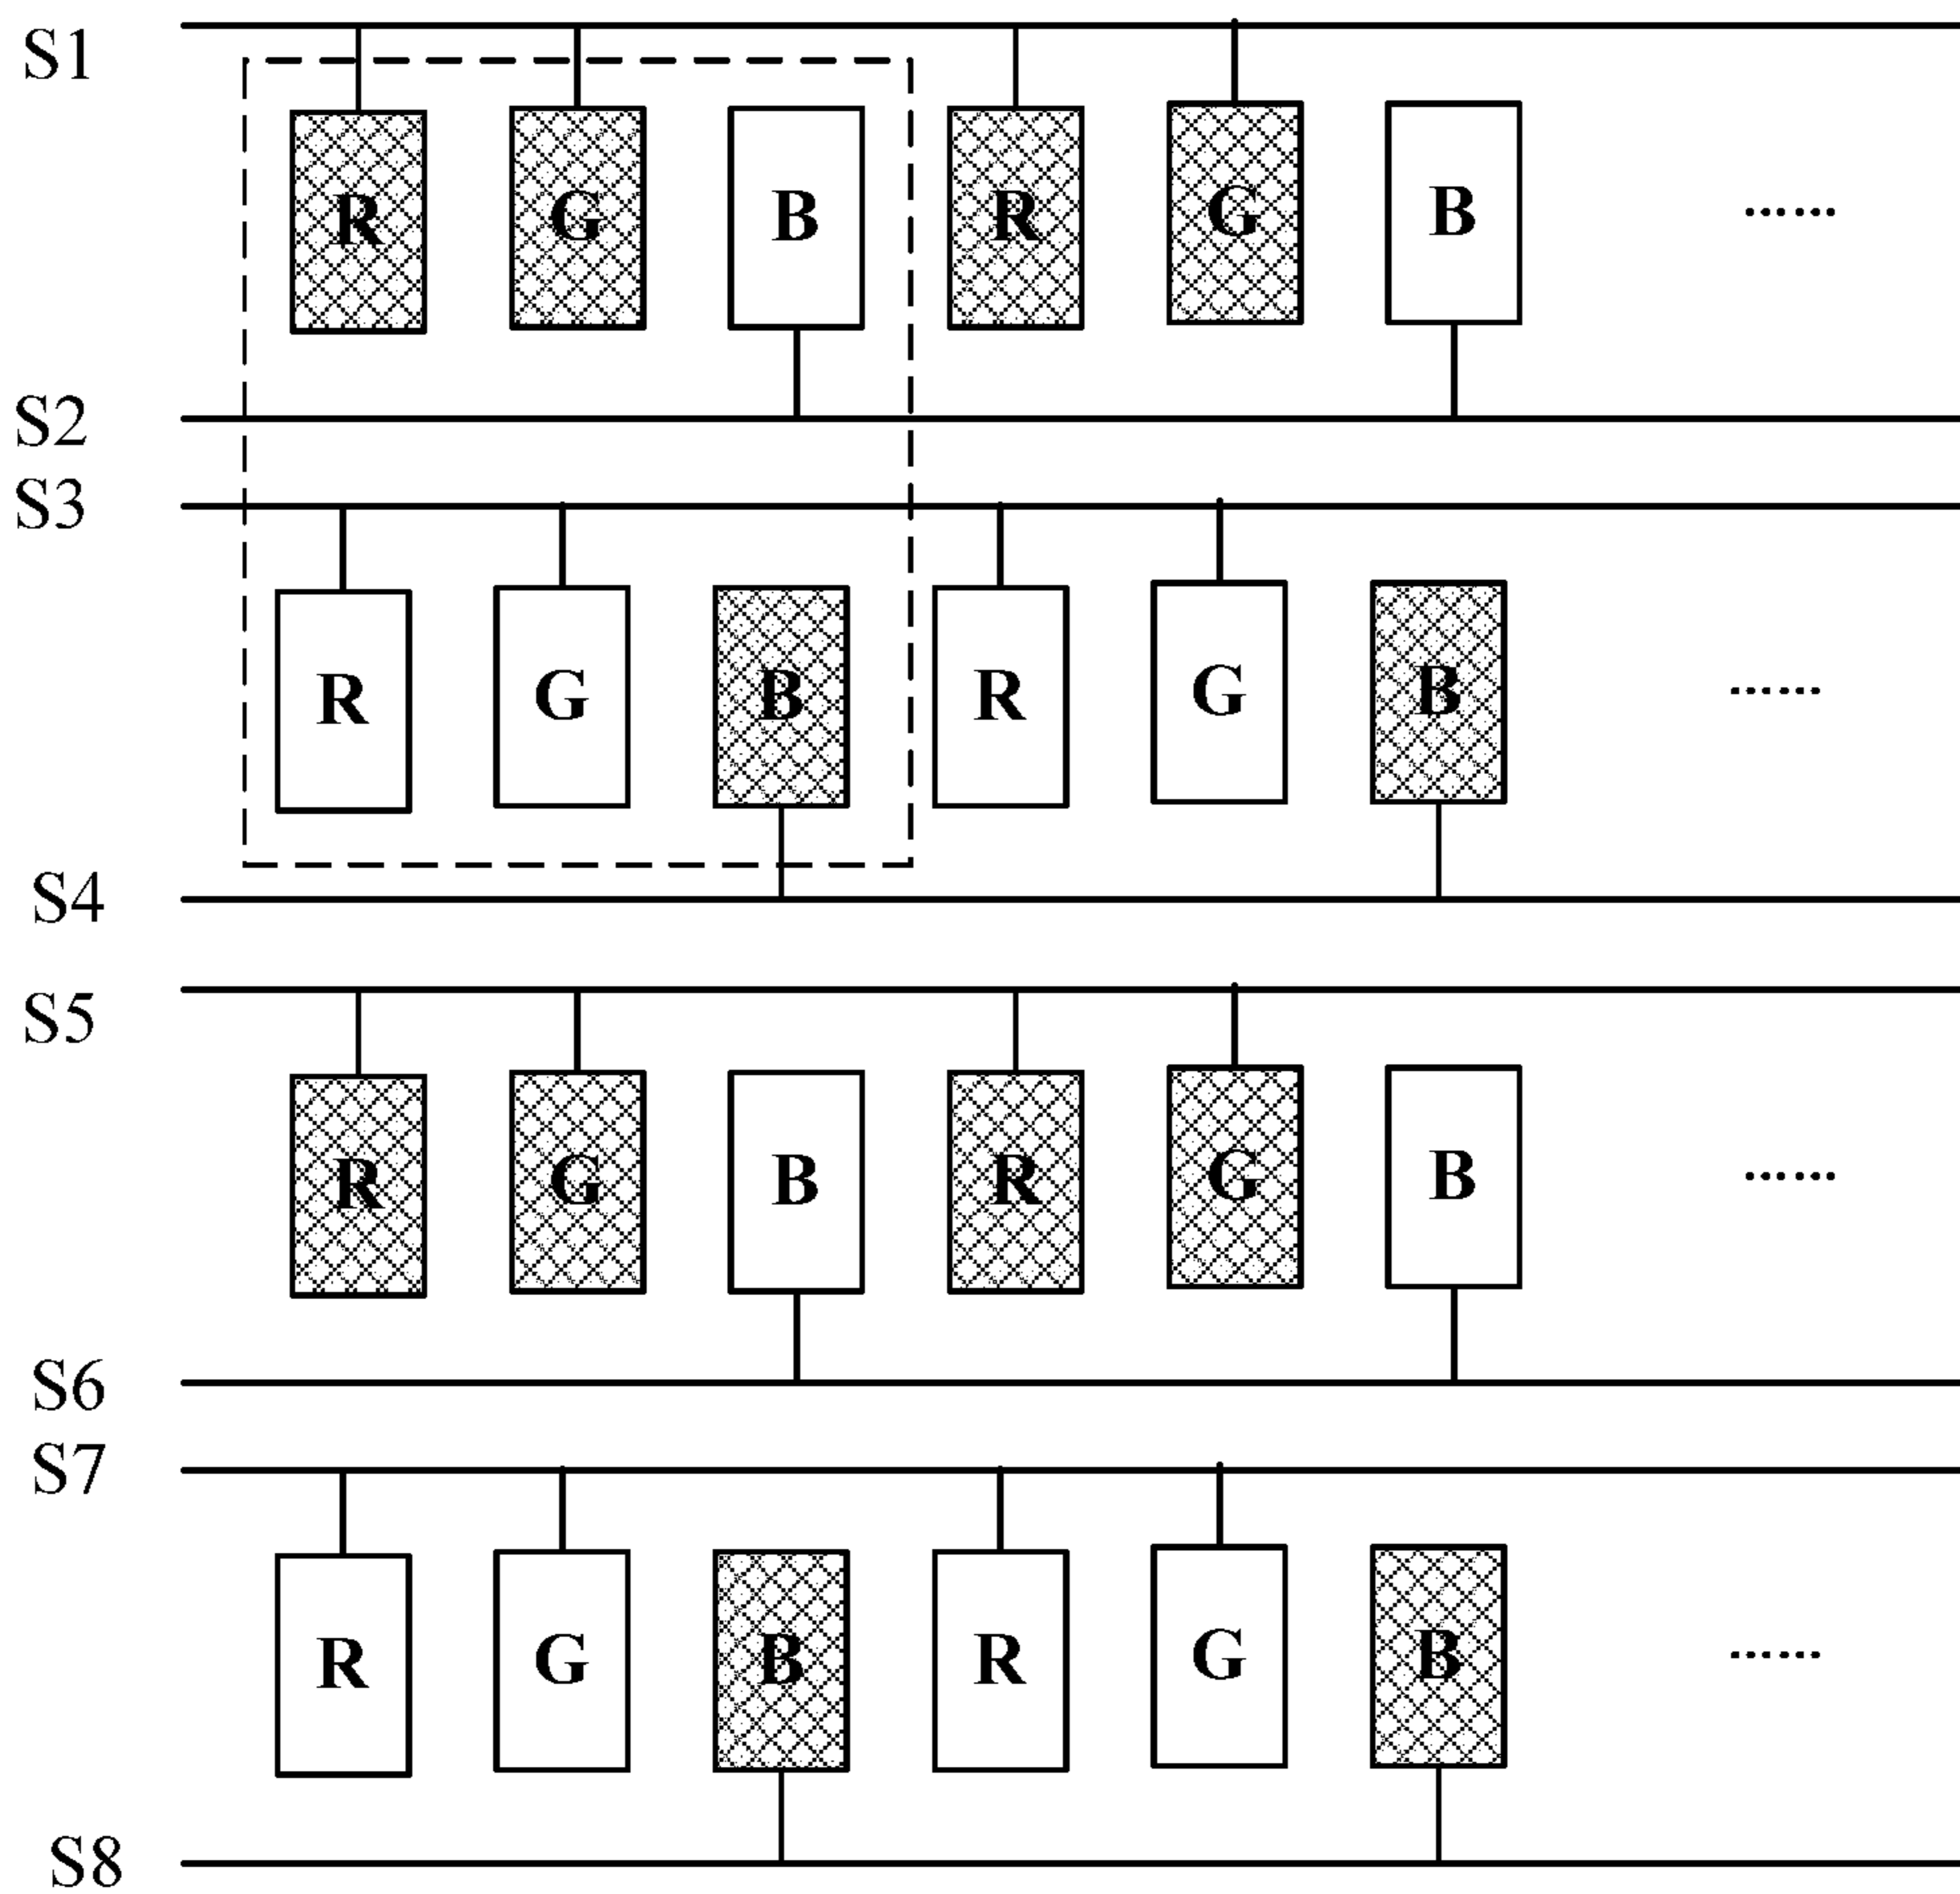 S1
R G B R G B ......
S2
S3
R G B R G B ......
S4
S5
R G B R G B ......
S6
S7
R G B R G B ......
S8